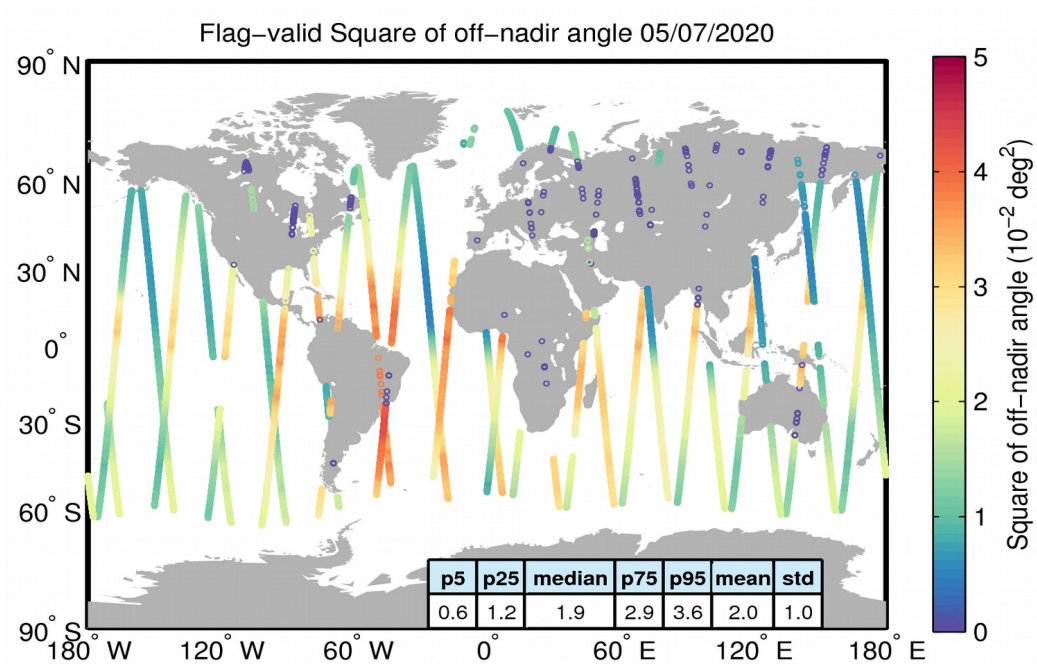 Flag−valid Square of off−nadir angle 05/07/2020
90° N
60° N
30° N
0°
30° S
60° S
90° S
180° W
120° W
60° W
0°
60° E
120° E
180° E
p5 p25 median p75 p95 mean std
0.6 1.2 1.9 2.9 3.6 2.0 1.0
5
4
3
2
1
0
Square of off−nadir angle (10⁻² deg²)